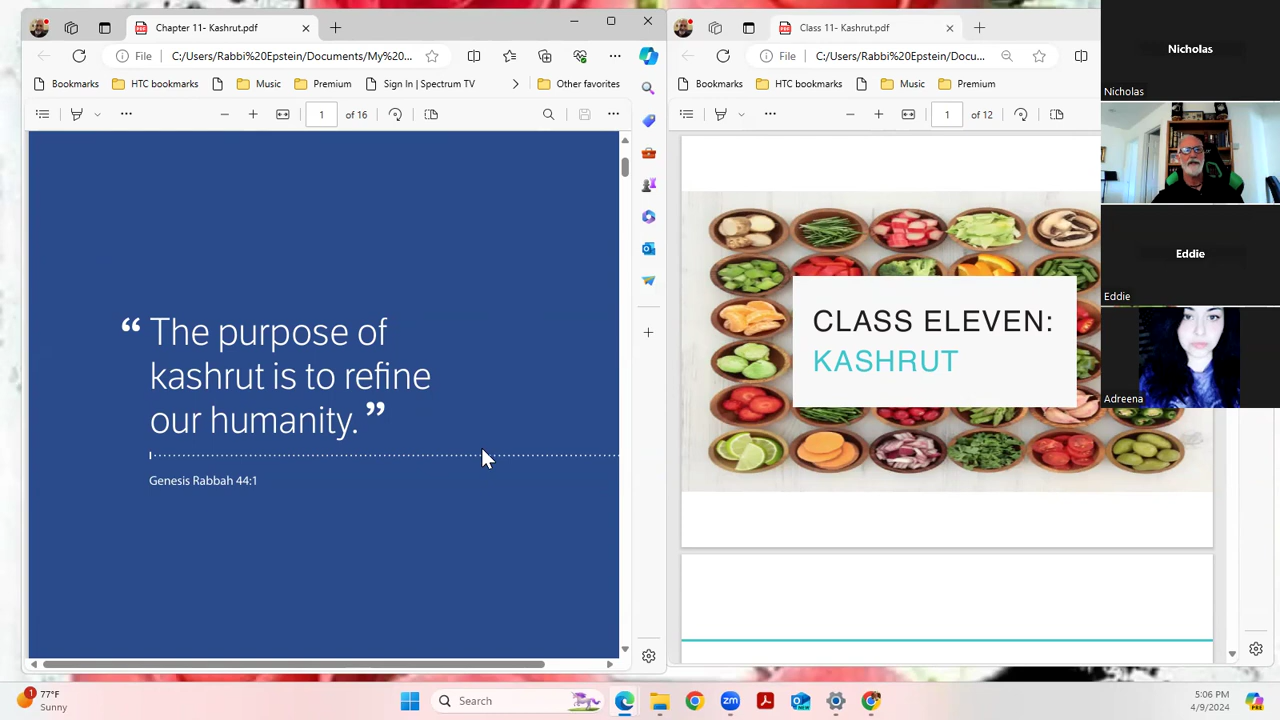 Chapter 11- Kashrut.pdf
File
C:/Users/Rabbi%20Epstein/Documents/My%20...
Bookmarks
HTC bookmarks
Music
Premium
Sign In | Spectrum TV
Other favorites
1
of 16
“ The purpose of
kashrut is to refine
our humanity. ”
Genesis Rabbah 44:1
Class 11- Kashrut.pdf
File
C:/Users/Rabbi%20Epstein/Docu...
Bookmarks
HTC bookmarks
Music
Premium
1
of 12
CLASS ELEVEN:
KASHRUT
Nicholas
Nicholas
Eddie
Eddie
Adreena
1
77°F
Sunny
Search
zm
5:06 PM
4/9/2024
PRE